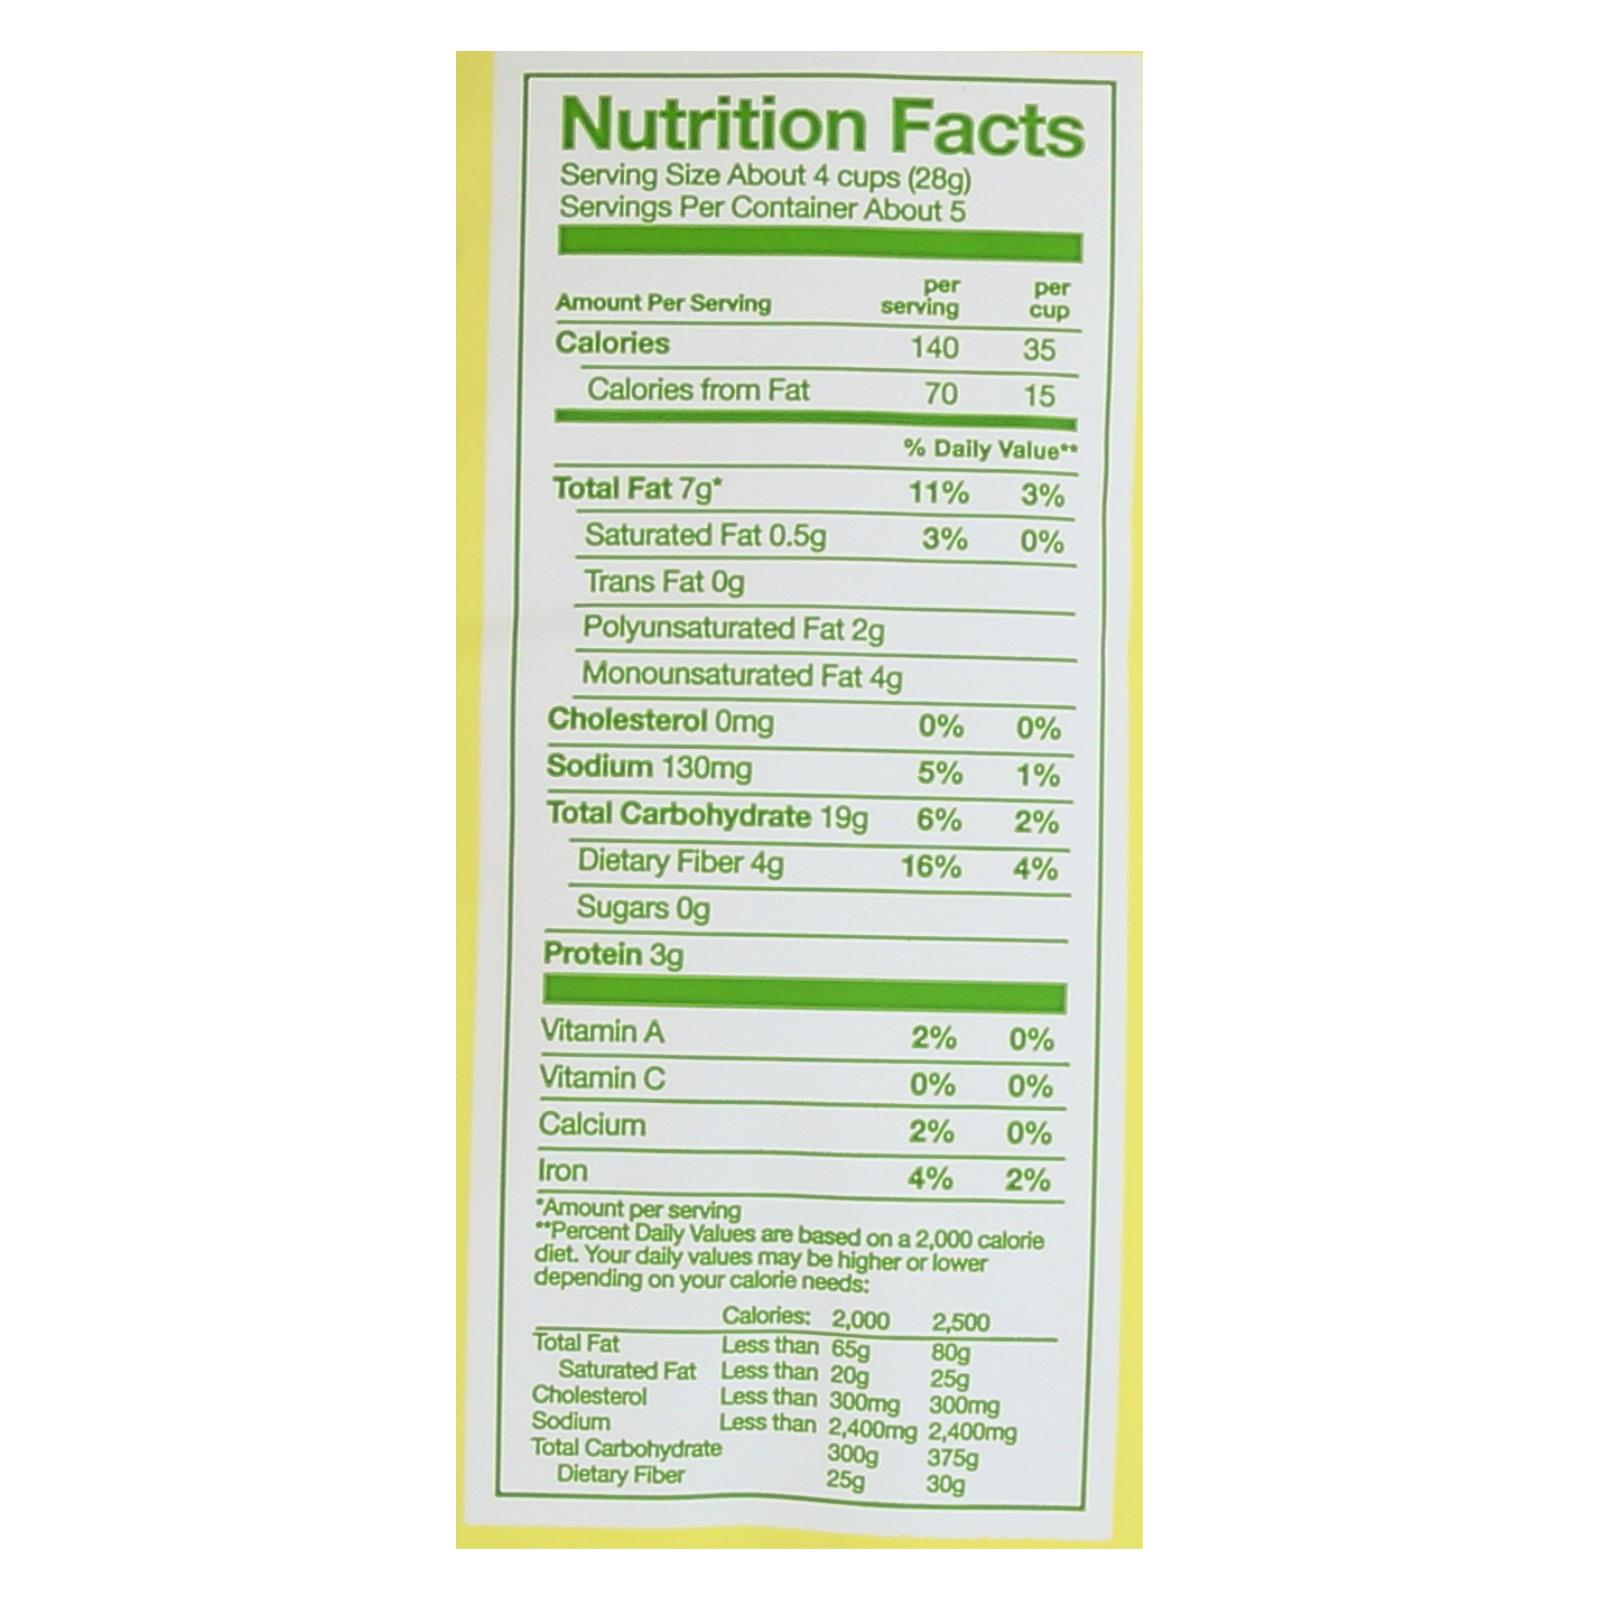 Nutrition Facts
Serving Size About 4 cups (28g)
Servings Per Container About 5
Amount Per Serving per serving per cup
Calories 140 35
Calories from Fat 70 15
% Daily Value**
Total Fat 7g* 11% 3%
Saturated Fat 0.5g 3% 0%
Trans Fat 0g
Polyunsaturated Fat 2g
Monounsaturated Fat 4g
Cholesterol 0mg 0% 0%
Sodium 130mg 5% 1%
Total Carbohydrate 19g 6% 2%
Dietary Fiber 4g 16% 4%
Sugars 0g
Protein 3g
Vitamin A 2% 0%
Vitamin C 0% 0%
Calcium 2% 0%
Iron 4% 2%
*Amount per serving
**Percent Daily Values are based on a 2,000 calorie
diet. Your daily values may be higher or lower
depending on your calorie needs:
Calories: 2,000 2,500
Total Fat Less than 65g 80g
Saturated Fat Less than 20g 25g
Cholesterol Less than 300mg 300mg
Sodium Less than 2,400mg 2,400mg
Total Carbohydrate 300g 375g
Dietary Fiber 25g 30g